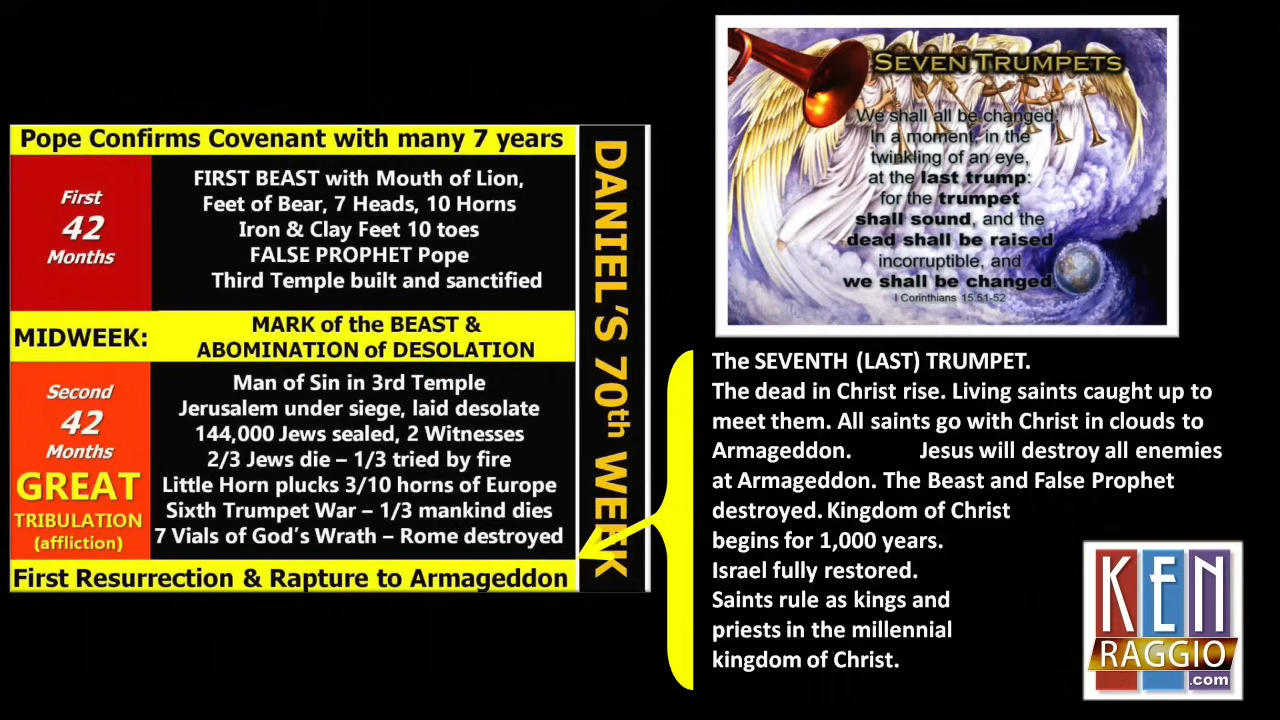 Pope Confirms Covenant with many 7 years
First
42
Months
FIRST BEAST with Mouth of Lion,
Feet of Bear, 7 Heads, 10 Horns
Iron & Clay Feet 10 toes
FALSE PROPHET Pope
Third Temple built and sanctified
MIDWEEK:
MARK of the BEAST &
ABOMINATION of DESOLATION
Second
42
Months
GREAT
TRIBULATION
(affliction)
Man of Sin in 3rd Temple
Jerusalem under siege, laid desolate
144,000 Jews sealed, 2 Witnesses
2/3 Jews die – 1/3 tried by fire
Little Horn plucks 3/10 horns of Europe
Sixth Trumpet War – 1/3 mankind dies
7 Vials of God's Wrath – Rome destroyed
First Resurrection & Rapture to Armageddon
DANIEL'S 70th WEEK
SEVEN TRUMPETS
We shall all be changed,
In a moment, in the
twinkling of an eye,
at the last trump:
for the trumpet
shall sound, and the
dead shall be raised
incorruptible, and
we shall be changed.
I Corinthians 15:51-52
The SEVENTH (LAST) TRUMPET.
The dead in Christ rise. Living saints caught up to
meet them. All saints go with Christ in clouds to
Armageddon. Jesus will destroy all enemies
at Armageddon. The Beast and False Prophet
destroyed. Kingdom of Christ
begins for 1,000 years.
Israel fully restored.
Saints rule as kings and
priests in the millennial
kingdom of Christ.
KEN
RAGGIO
.com